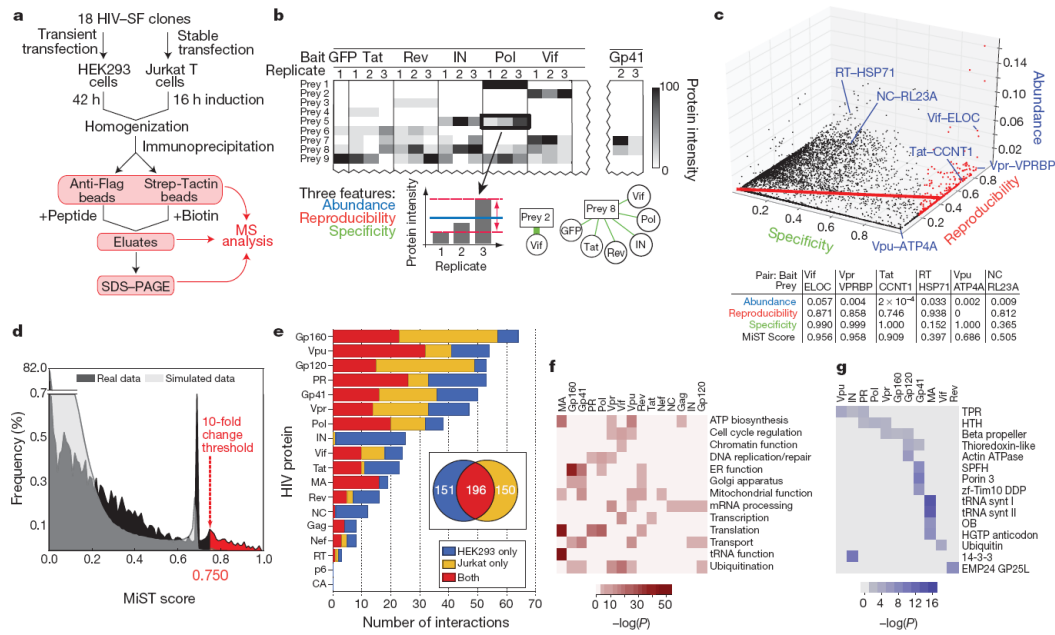 a
18 HIV–SF clones
Transient transfection
Stable transfection
HEK293 cells
Jurkat T cells
42 h
16 h induction
Homogenization
Immunoprecipitation
Anti-Flag beads
Strep-Tactin beads
+Peptide
+Biotin
MS analysis
Eluates
SDS–PAGE
b
Bait GFP Tat Rev IN Pol Vif Gp41
Replicate 1 1 2 3 1 2 3 1 2 3 1 2 3 1 2 3 2 3
Prey 1
Prey 2
Prey 3
Prey 4
Prey 5
Prey 6
Prey 7
Prey 8
Prey 9
100
0
Protein intensity
Three features:
Abundance
Reproducibility
Specificity
Protein intensity
1 2 3
Replicate
Prey 2
Vif
Prey 8
GFP
Tat
Rev
IN
Pol
Vif
c
RT–HSP71
NC–RL23A
Vif–ELOC
Tat–CCNT1
Vpr–VPRBP
Vpu–ATP4A
0.14
0.10
0.06
0.02
Abundance
0.2 0.4 0.6 0.8
Reproducibility
0.2 0.4 0.6 0.8
Specificity
Pair: Bait Vif Vpr Tat RT Vpu NC
Prey ELOC VPRBP CCNT1 HSP71 ATP4A RL23A
Abundance 0.057 0.004 2 × 10⁻⁴ 0.033 0.002 0.009
Reproducibility 0.871 0.858 0.746 0.938 0 0.812
Specificity 0.990 0.999 1.000 0.152 1.000 0.365
MiST Score 0.956 0.958 0.909 0.397 0.686 0.505
d
82.0
0.7
0.5
0.3
0.1
Frequency (%)
Real data
Simulated data
10-fold change threshold
0.0 0.2 0.4 0.6 0.8 1.0
0.750
MiST score
e
HIV protein
Gp160
Vpu
Gp120
PR
Gp41
Vpr
Pol
IN
Vif
Tat
MA
Rev
NC
Gag
Nef
RT
p6
CA
151 196 150
HEK293 only
Jurkat only
Both
0 10 20 30 40 50 60 70
Number of interactions
f
MA Gp160 Gp41 PR Pol Vpr Vif Vpu Rev Tat Nef NC Gag IN Gp120
ATP biosynthesis
Cell cycle regulation
Chromatin function
DNA replication/repair
ER function
Golgi apparatus
Mitochondrial function
mRNA processing
Transcription
Translation
Transport
tRNA function
Ubiquitination
0 10 30 50
–log(P)
g
Vpu IN PR Pol Vpr Gp160 Gp120 Gp41 MA Vif Rev
TPR
HTH
Beta propeller
Thioredoxin-like
Actin ATPase
SPFH
Porin 3
zf-Tim10 DDP
tRNA synt I
tRNA synt II
OB
HGTP anticodon
Ubiquitin
14-3-3
EMP24 GP25L
0 4 8 12 16
–log(P)